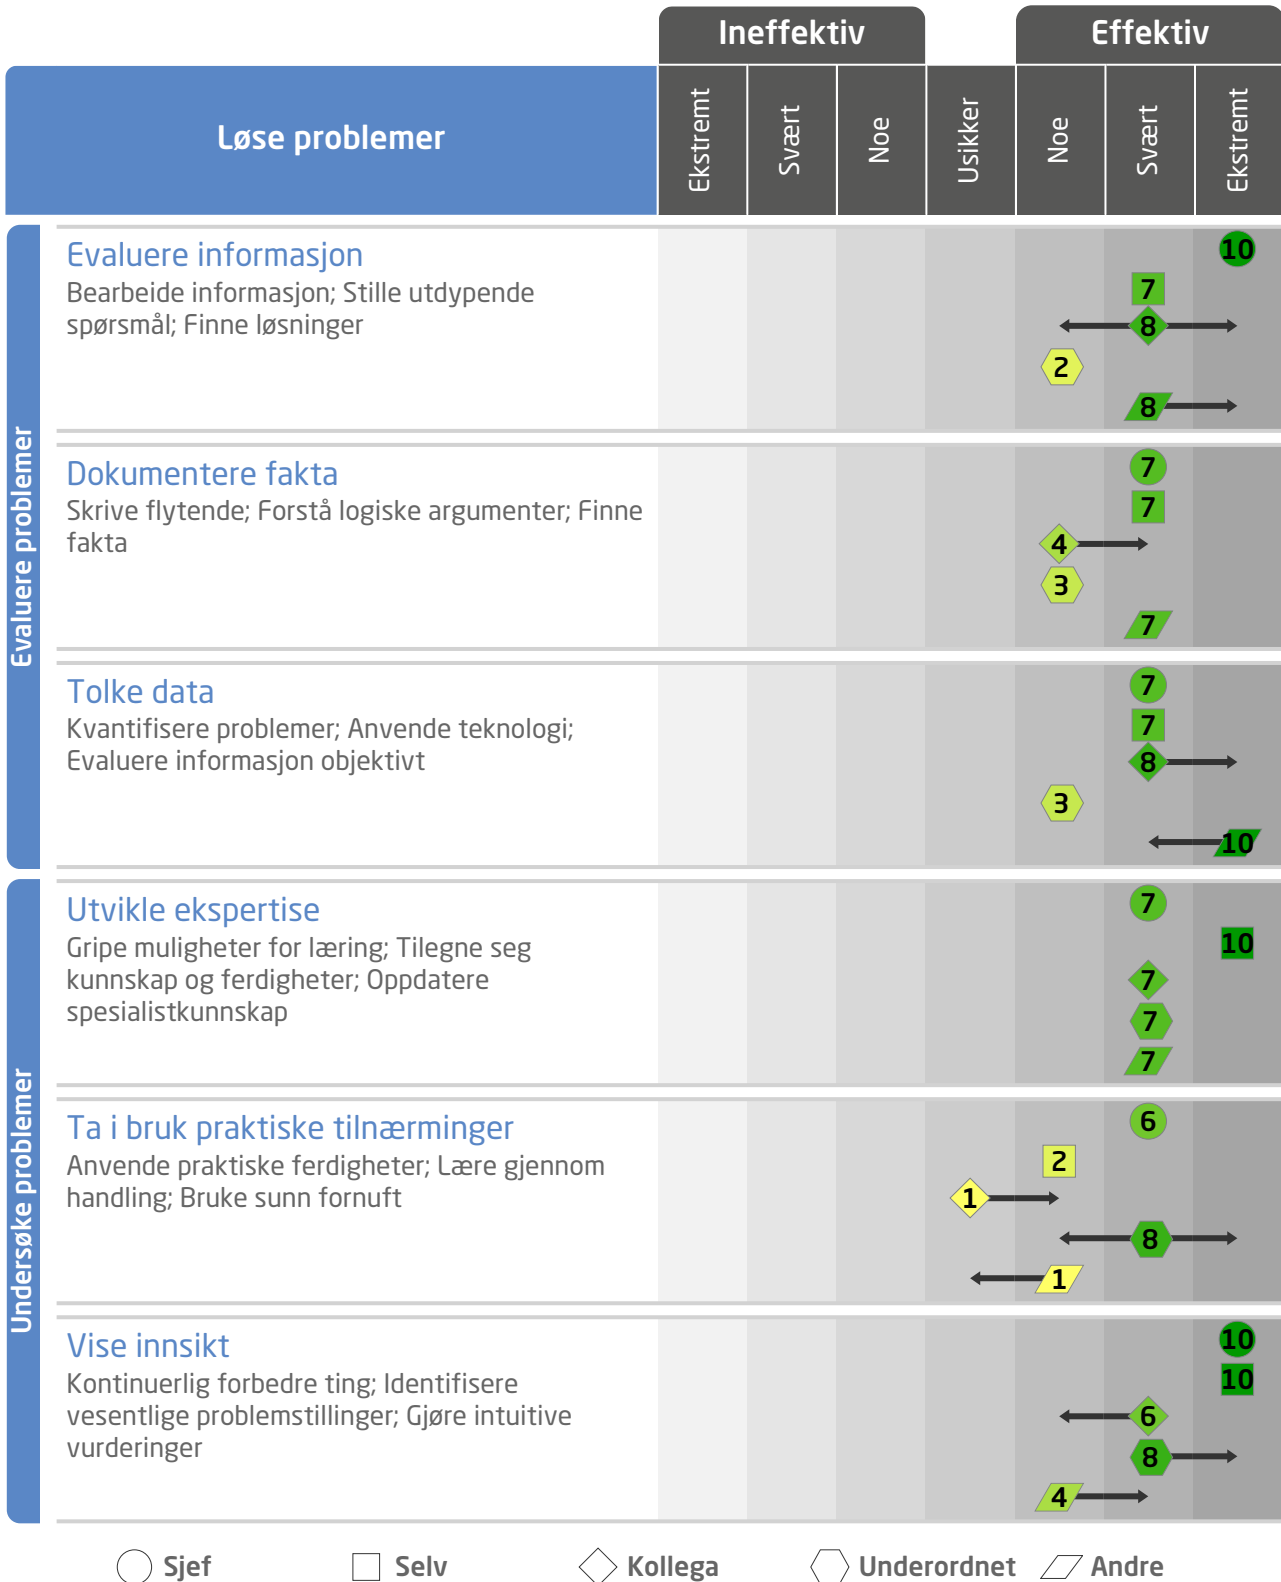 Ineffektiv
Effektiv
Løse problemer
Ekstremt
Svært
Noe
Usikker
Noe
Svært
Ekstremt
Evaluere problemer
Evaluere informasjon
Bearbeide informasjon; Stille utdypende
spørsmål; Finne løsninger
10
7
8
2
8
Dokumentere fakta
Skrive flytende; Forstå logiske argumenter; Finne
fakta
7
7
4
3
7
Tolke data
Kvantifisere problemer; Anvende teknologi;
Evaluere informasjon objektivt
7
7
8
3
10
Undersøke problemer
Utvikle ekspertise
Gripe muligheter for læring; Tilegne seg
kunnskap og ferdigheter; Oppdatere
spesialistkunnskap
7
10
7
7
7
Ta i bruk praktiske tilnærminger
Anvende praktiske ferdigheter; Lære gjennom
handling; Bruke sunn fornuft
6
2
1
8
1
Vise innsikt
Kontinuerlig forbedre ting; Identifisere
vesentlige problemstillinger; Gjøre intuitive
vurderinger
10
10
6
8
4
Sjef
Selv
Kollega
Underordnet
Andre